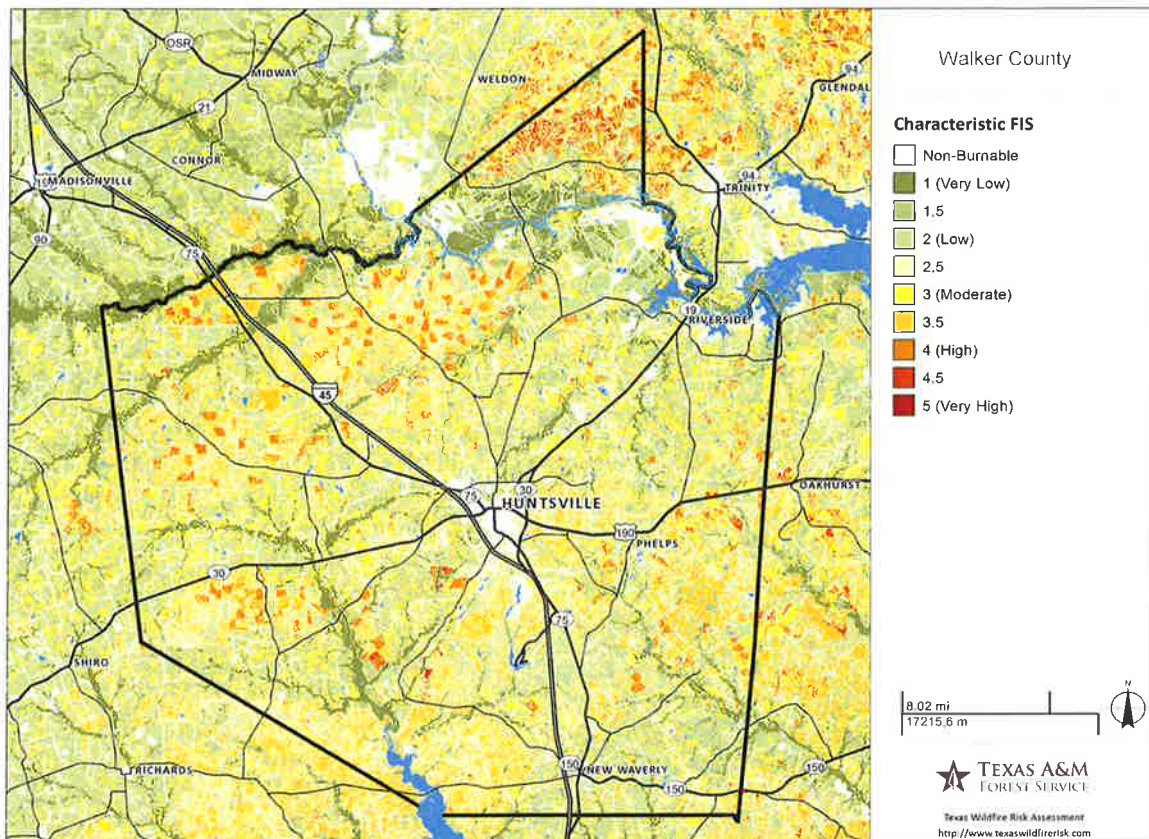 Walker County
Characteristic FIS
Non-Burnable
1 (Very Low)
1.5
2 (Low)
2.5
3 (Moderate)
3.5
4 (High)
4.5
5 (Very High)
8.02 mi
17215.6 m
N
TEXAS A&M
FOREST SERVICE
Texas Wildfire Risk Assessment
http://www.texaswildfirerisk.com
OSR
MIDWAY
WELDON
94
GLENDAL
21
CONNOR
MADISONVILLE
94
TRINITY
90
75
19
RIVERSIDE
45
75
30
HUNTSVILLE
OAKHURST
190
PHELPS
30
75
SHIRO
RICHARDS
150
NEW WAVERLY
150
150